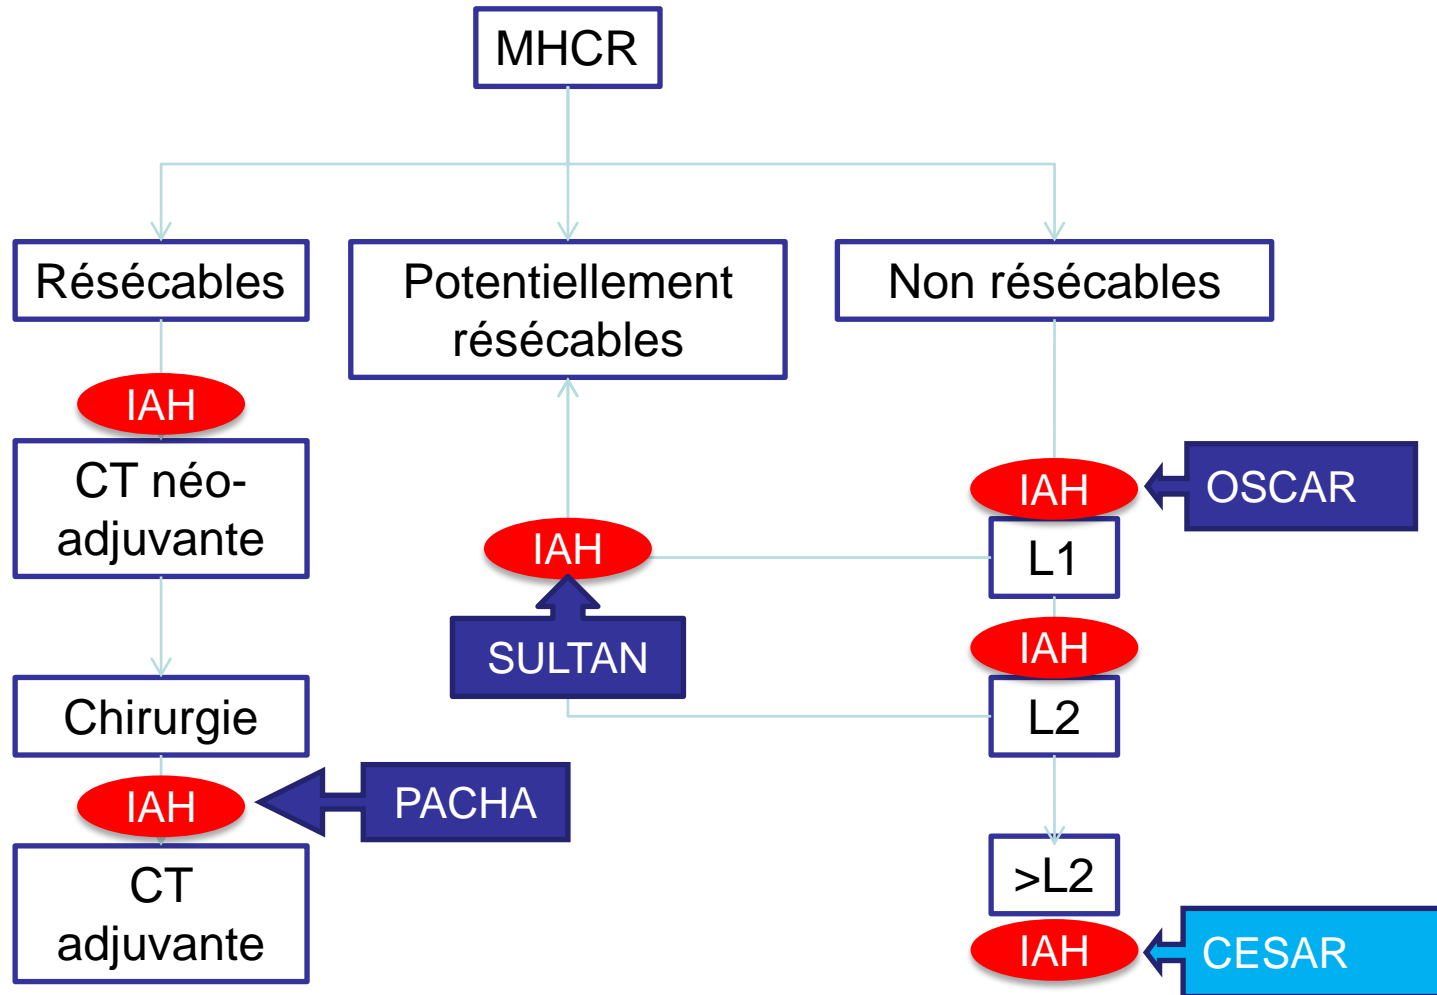 MHCR
Résécables
Potentiellement
résécables
Non résécables
IAH
CT néo-
adjuvante
IAH
OSCAR
L1
IAH
SULTAN
IAH
Chirurgie
L2
IAH
PACHA
CT
adjuvante
>L2
IAH
CESAR